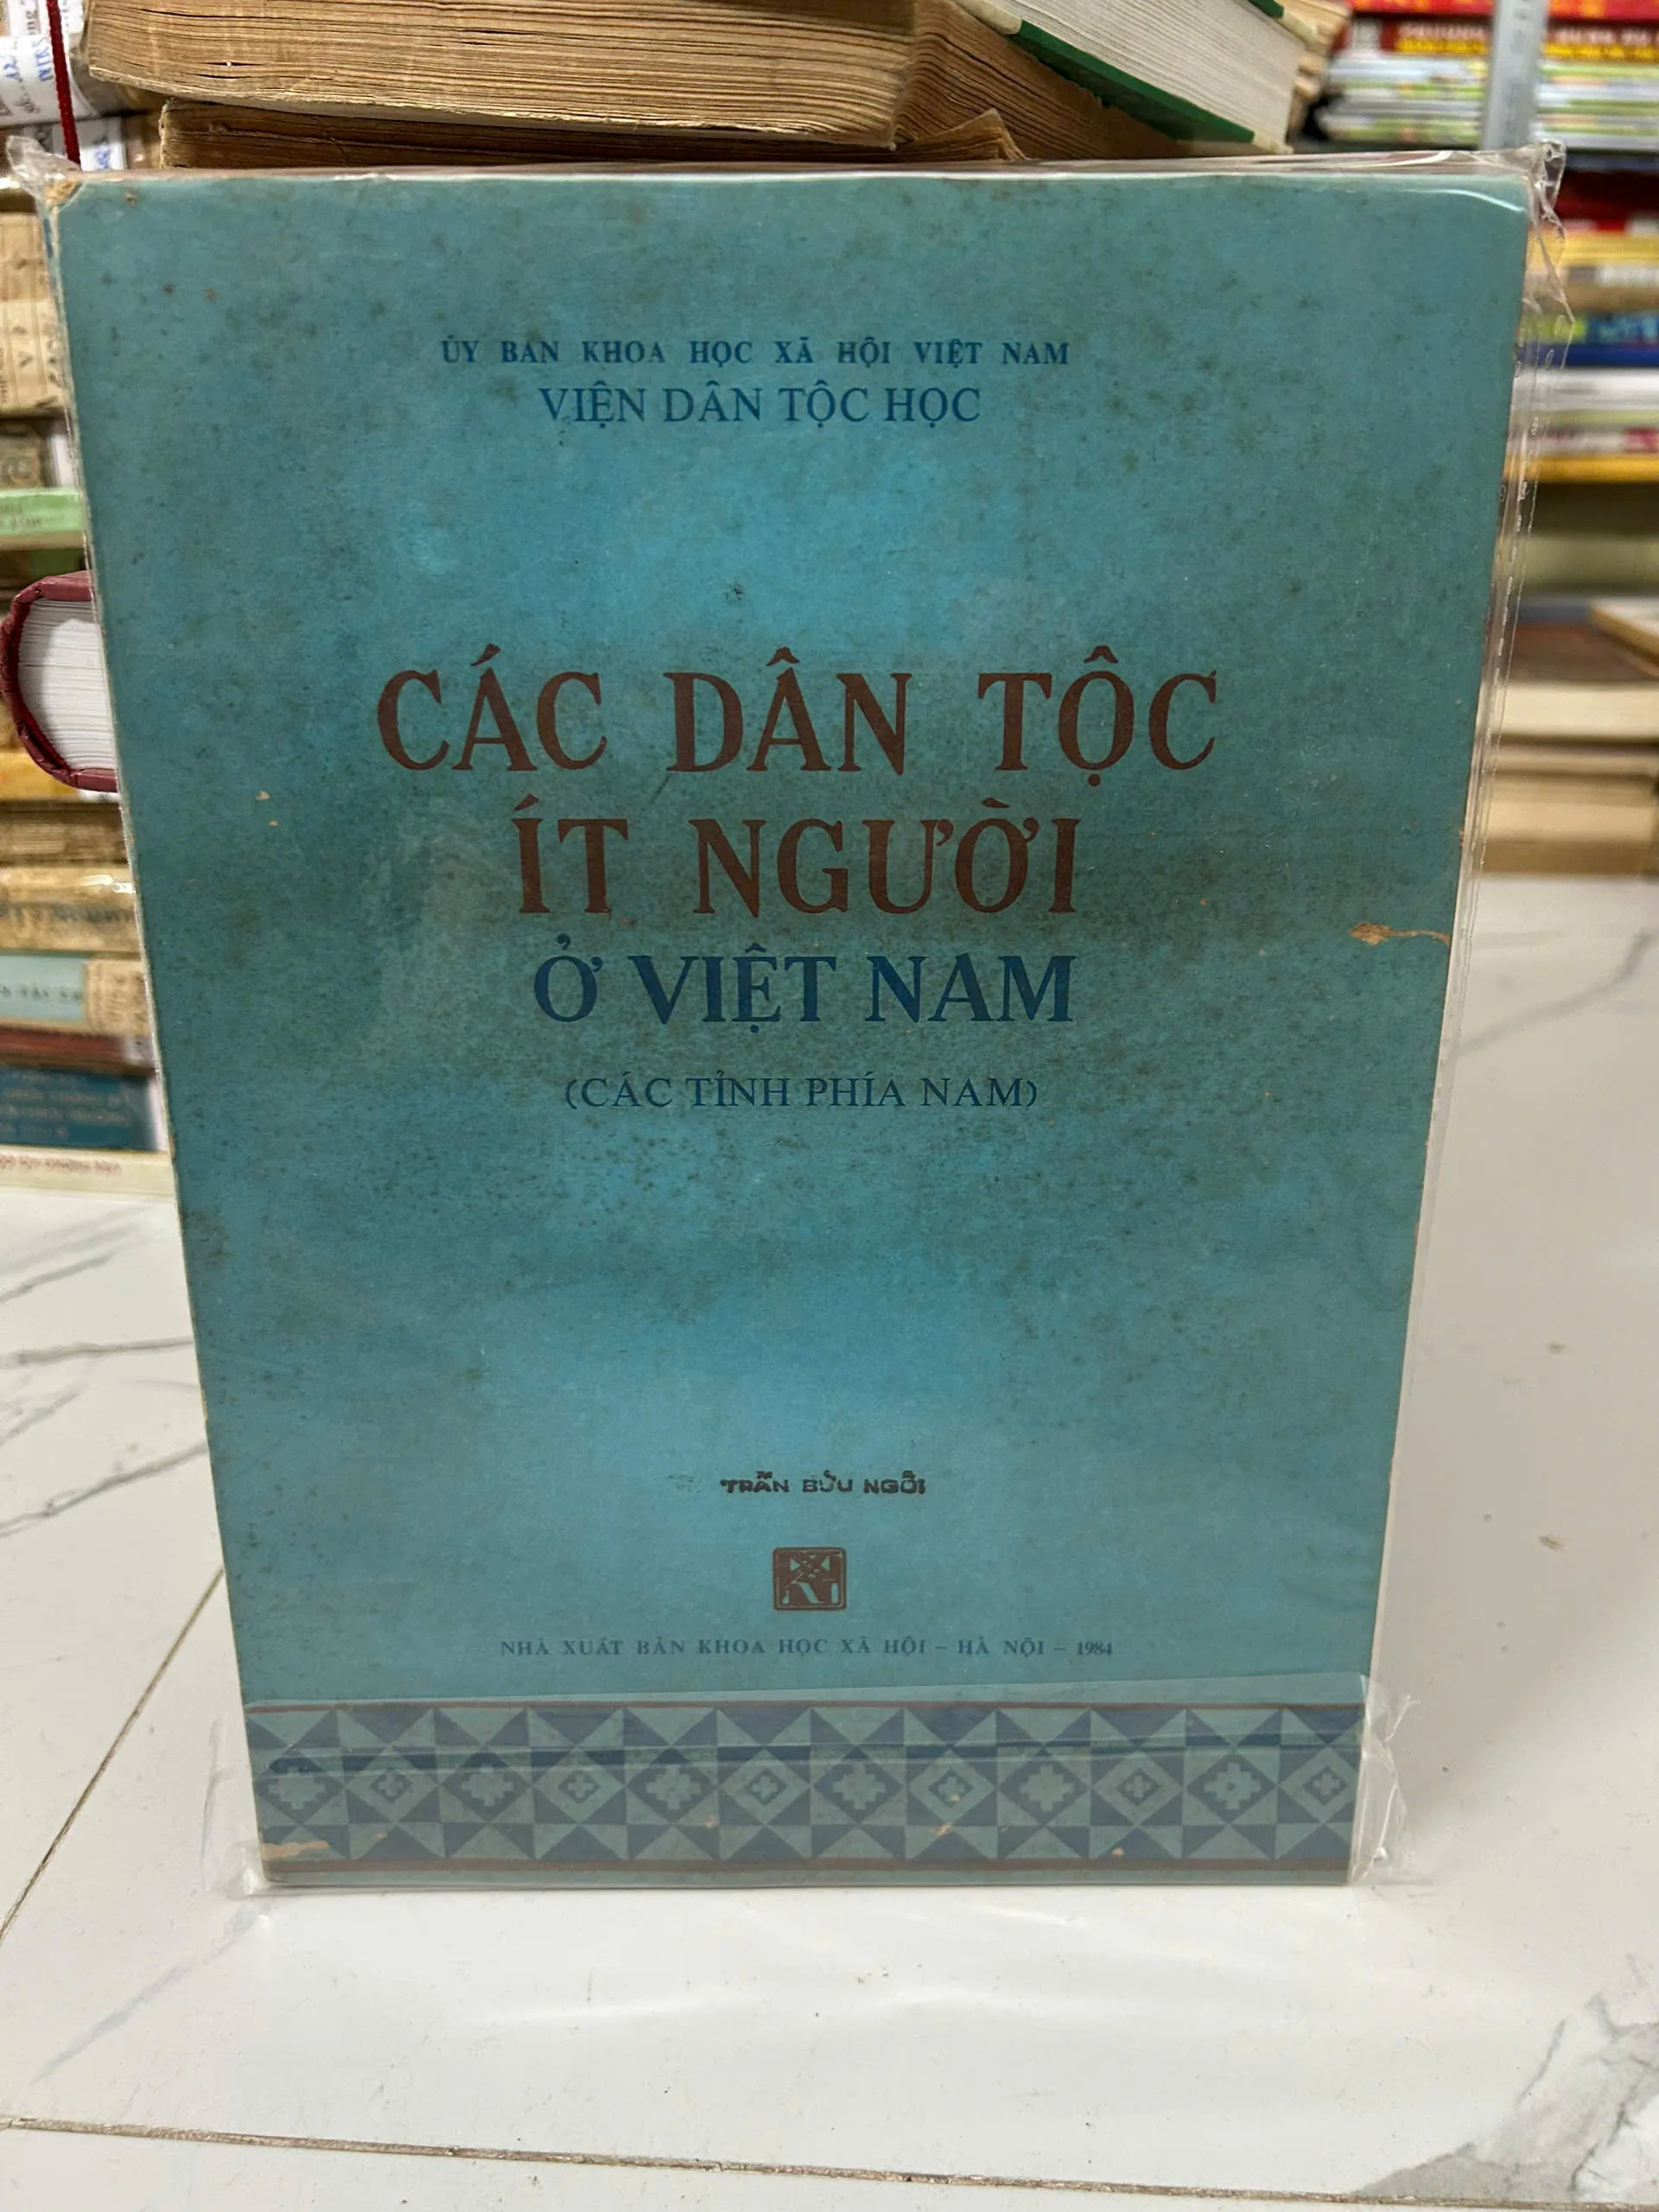 ỦY BAN KHOA HỌC XÃ HỘI VIỆT NAM
VIỆN DÂN TỘC HỌC
CÁC DÂN TỘC
ÍT NGƯỜI
Ở VIỆT NAM
(CÁC TỈNH PHÍA NAM)
TRẦN BỬU NGỖI
NHÀ XUẤT BẢN KHOA HỌC XÃ HỘI – HÀ NỘI – 1984